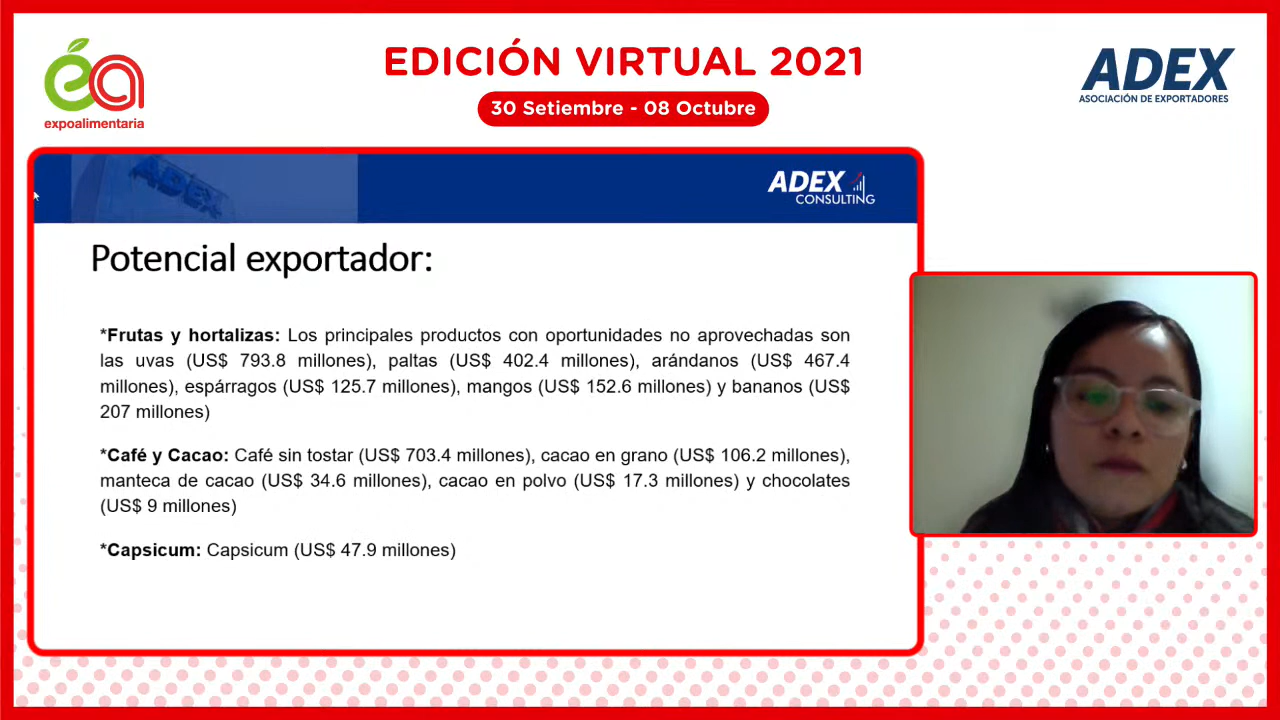 EDICIÓN VIRTUAL 2021
30 Setiembre - 08 Octubre
éa
expoalimentaria
ADEX
ASOCIACIÓN DE EXPORTADORES
ADEX
ADEX
CONSULTING
Potencial exportador:
*Frutas y hortalizas: Los principales productos con oportunidades no aprovechadas son
las uvas (US$ 793.8 millones), paltas (US$ 402.4 millones), arándanos (US$ 467.4
millones), espárragos (US$ 125.7 millones), mangos (US$ 152.6 millones) y bananos (US$
207 millones)
*Café y Cacao: Café sin tostar (US$ 703.4 millones), cacao en grano (US$ 106.2 millones),
manteca de cacao (US$ 34.6 millones), cacao en polvo (US$ 17.3 millones) y chocolates
(US$ 9 millones)
*Capsicum: Capsicum (US$ 47.9 millones)